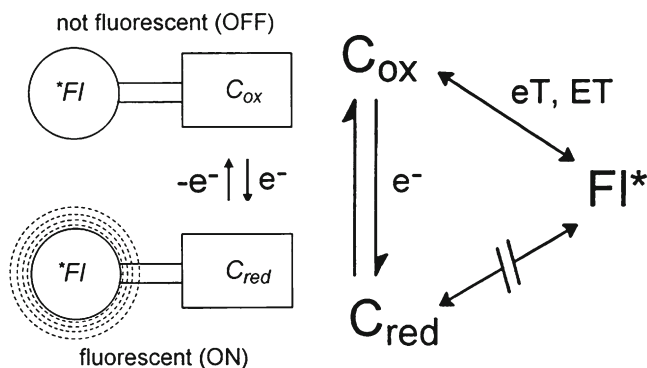 not fluorescent (OFF)
*Fl
Cox
-e- e-
*Fl
Cred
fluorescent (ON)
Cox
eT, ET
e-
Fl*
Cred